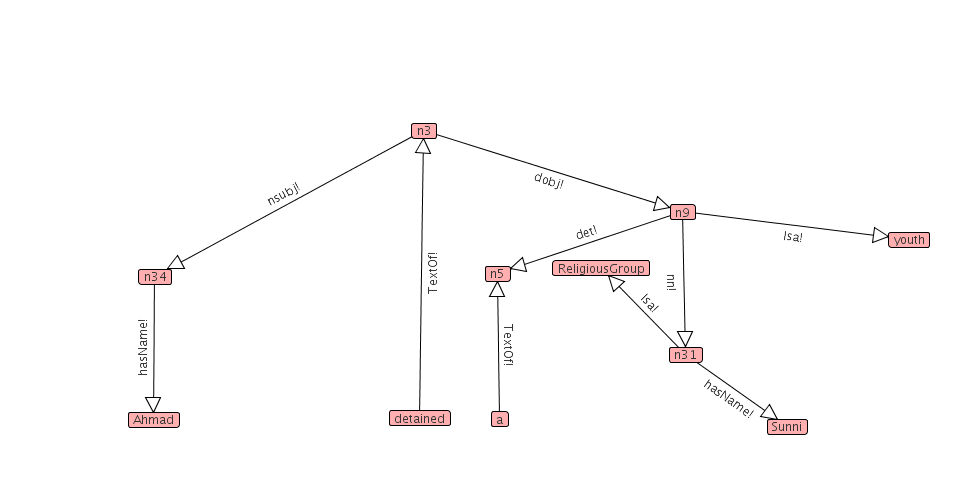 n3
nsubj!
dobj!
n9
det!
Isa!
youth
n34
TextOf!
n5
ReligiousGroup
nn!
Isa!
hasName!
TextOf!
n31
hasName!
Ahmad
detained
a
Sunni